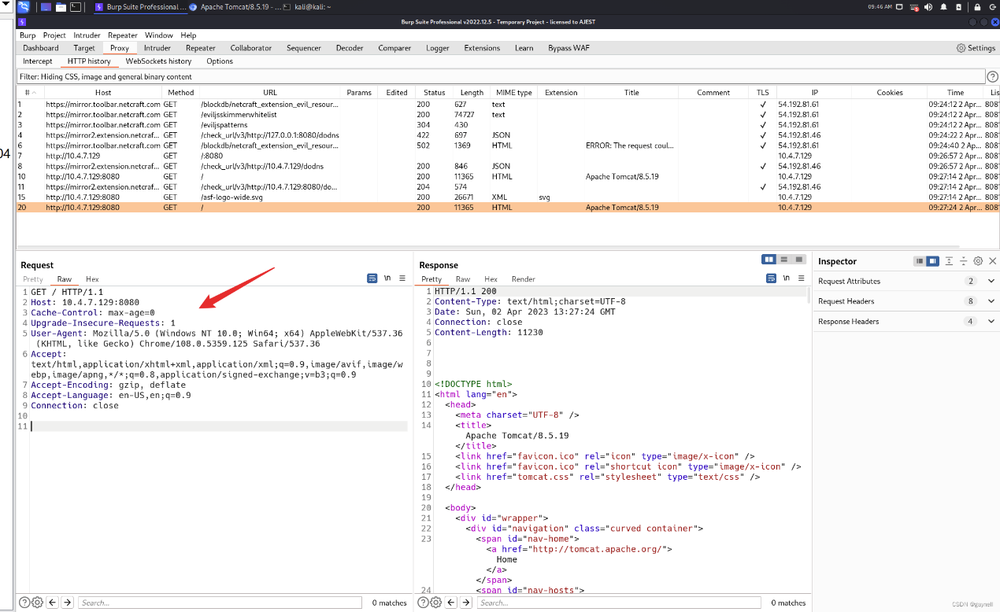 Burp Suite Professional ... Apache Tomcat/8.5.19 - ... kali@kali: ~ 09:46 AM
Burp Suite Professional v2022.12.5 - Temporary Project - licensed to AJEST
Burp Project Intruder Repeater Window Help
Dashboard Target Proxy Intruder Repeater Collaborator Sequencer Decoder Comparer Logger Extensions Learn Bypass WAF Settings
Intercept HTTP history WebSockets history Options
Filter: Hiding CSS, image and general binary content
# Host Method URL Params Edited Status Length MIME type Extension Title Comment TLS IP Cookies Time Lis
1 https://mirror.toolbar.netcraft.com GET /blockdb/netcraft_extension_evil_resour... 200 627 text ✓ 54.192.81.61 09:24:12 2 Apr... 8081
2 https://mirror.toolbar.netcraft.com GET /eviljsskimmerwhitelist 200 74727 text ✓ 54.192.81.61 09:24:12 2 Apr... 8081
3 https://mirror.toolbar.netcraft.com GET /eviljspatterns 304 430 ✓ 54.192.81.61 09:24:12 2 Apr... 8081
4 https://mirror2.extension.netcraf... GET /check_url/v3/http://127.0.0.1:8080/dodns 422 697 JSON ✓ 54.192.81.46 09:24:22 2 Apr... 8081
6 https://mirror.toolbar.netcraft.com GET /blockdb/netcraft_extension_evil_resour... 502 1369 HTML ERROR: The request coul... ✓ 54.192.81.61 09:24:40 2 Apr... 8081
7 http://10.4.7.129 GET /:8080 10.4.7.129 09:26:57 2 Apr... 8081
8 https://mirror2.extension.netcraf... GET /check_url/v3/http://10.4.7.129/dodns 200 846 JSON ✓ 54.192.81.46 09:26:57 2 Apr... 8081
10 http://10.4.7.129:8080 GET / 200 11365 HTML Apache Tomcat/8.5.19 10.4.7.129 09:27:14 2 Apr... 8081
11 https://mirror2.extension.netcraf... GET /check_url/v3/http://10.4.7.129:8080/do... 204 574 ✓ 54.192.81.46 09:27:14 2 Apr... 8081
15 http://10.4.7.129:8080 GET /asf-logo-wide.svg 200 26671 XML svg 10.4.7.129 09:27:14 2 Apr... 8081
20 http://10.4.7.129:8080 GET / 200 11365 HTML Apache Tomcat/8.5.19 10.4.7.129 09:27:24 2 Apr... 8081
04
Request
Pretty Raw Hex \n
1 GET / HTTP/1.1
2 Host: 10.4.7.129:8080
3 Cache-Control: max-age=0
4 Upgrade-Insecure-Requests: 1
5 User-Agent: Mozilla/5.0 (Windows NT 10.0; Win64; x64) AppleWebKit/537.36
(KHTML, like Gecko) Chrome/108.0.5359.125 Safari/537.36
6 Accept:
text/html,application/xhtml+xml,application/xml;q=0.9,image/avif,image/w
ebp,image/apng,*/*;q=0.8,application/signed-exchange;v=b3;q=0.9
7 Accept-Encoding: gzip, deflate
8 Accept-Language: en-US,en;q=0.9
9 Connection: close
10
11
Search... 0 matches
Response
Pretty Raw Hex Render \n
1 HTTP/1.1 200
2 Content-Type: text/html;charset=UTF-8
3 Date: Sun, 02 Apr 2023 13:27:24 GMT
4 Connection: close
5 Content-Length: 11230
6
7
8
9
10 <!DOCTYPE html>
11 <html lang="en">
12 <head>
13 <meta charset="UTF-8" />
14 <title>
Apache Tomcat/8.5.19
</title>
15 <link href="favicon.ico" rel="icon" type="image/x-icon" />
16 <link href="favicon.ico" rel="shortcut icon" type="image/x-icon" />
17 <link href="tomcat.css" rel="stylesheet" type="text/css" />
18 </head>
19
20 <body>
21 <div id="wrapper">
22 <div id="navigation" class="curved container">
23 <span id="nav-home">
<a href="http://tomcat.apache.org/">
Home
</a>
</span>
24 <span id="nav-hosts">
Search... 0 matches
Inspector
Request Attributes 2
Request Headers 8
Response Headers 4
CSDN @gaynell